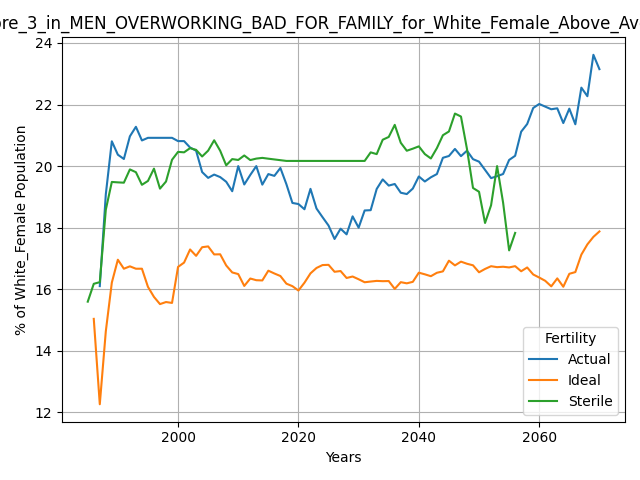 re_3_in_MEN_OVERWORKING_BAD_FOR_FAMILY_for_White_Female_Above_Av
24
22
20
18
16
14
12
% of White_Female Population
2000
2020
2040
2060
Years
Fertility
Actual
Ideal
Sterile